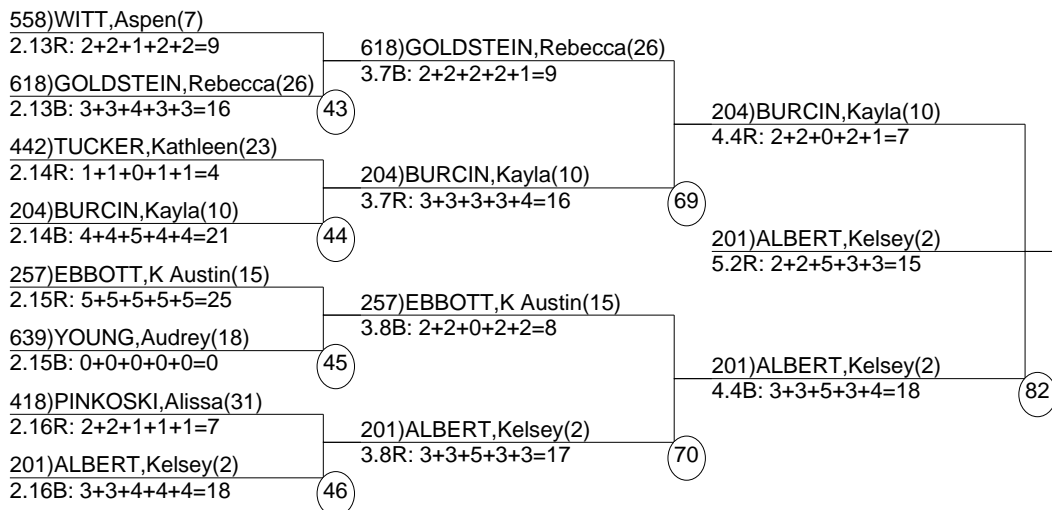 558)WITT,Aspen(7)
2.13R: 2+2+1+2+2=9
618)GOLDSTEIN,Rebecca(26)
2.13B: 3+3+4+3+3=16
43
442)TUCKER,Kathleen(23)
2.14R: 1+1+0+1+1=4
204)BURCIN,Kayla(10)
2.14B: 4+4+5+4+4=21
44
257)EBBOTT,K Austin(15)
2.15R: 5+5+5+5+5=25
639)YOUNG,Audrey(18)
2.15B: 0+0+0+0+0=0
45
418)PINKOSKI,Alissa(31)
2.16R: 2+2+1+1+1=7
201)ALBERT,Kelsey(2)
2.16B: 3+3+4+4+4=18
46
618)GOLDSTEIN,Rebecca(26)
3.7B: 2+2+2+2+1=9
204)BURCIN,Kayla(10)
3.7R: 3+3+3+3+4=16
69
257)EBBOTT,K Austin(15)
3.8B: 2+2+0+2+2=8
201)ALBERT,Kelsey(2)
3.8R: 3+3+5+3+3=17
70
204)BURCIN,Kayla(10)
4.4R: 2+2+0+2+1=7
201)ALBERT,Kelsey(2)
5.2R: 2+2+5+3+3=15
201)ALBERT,Kelsey(2)
4.4B: 3+3+5+3+4=18
82